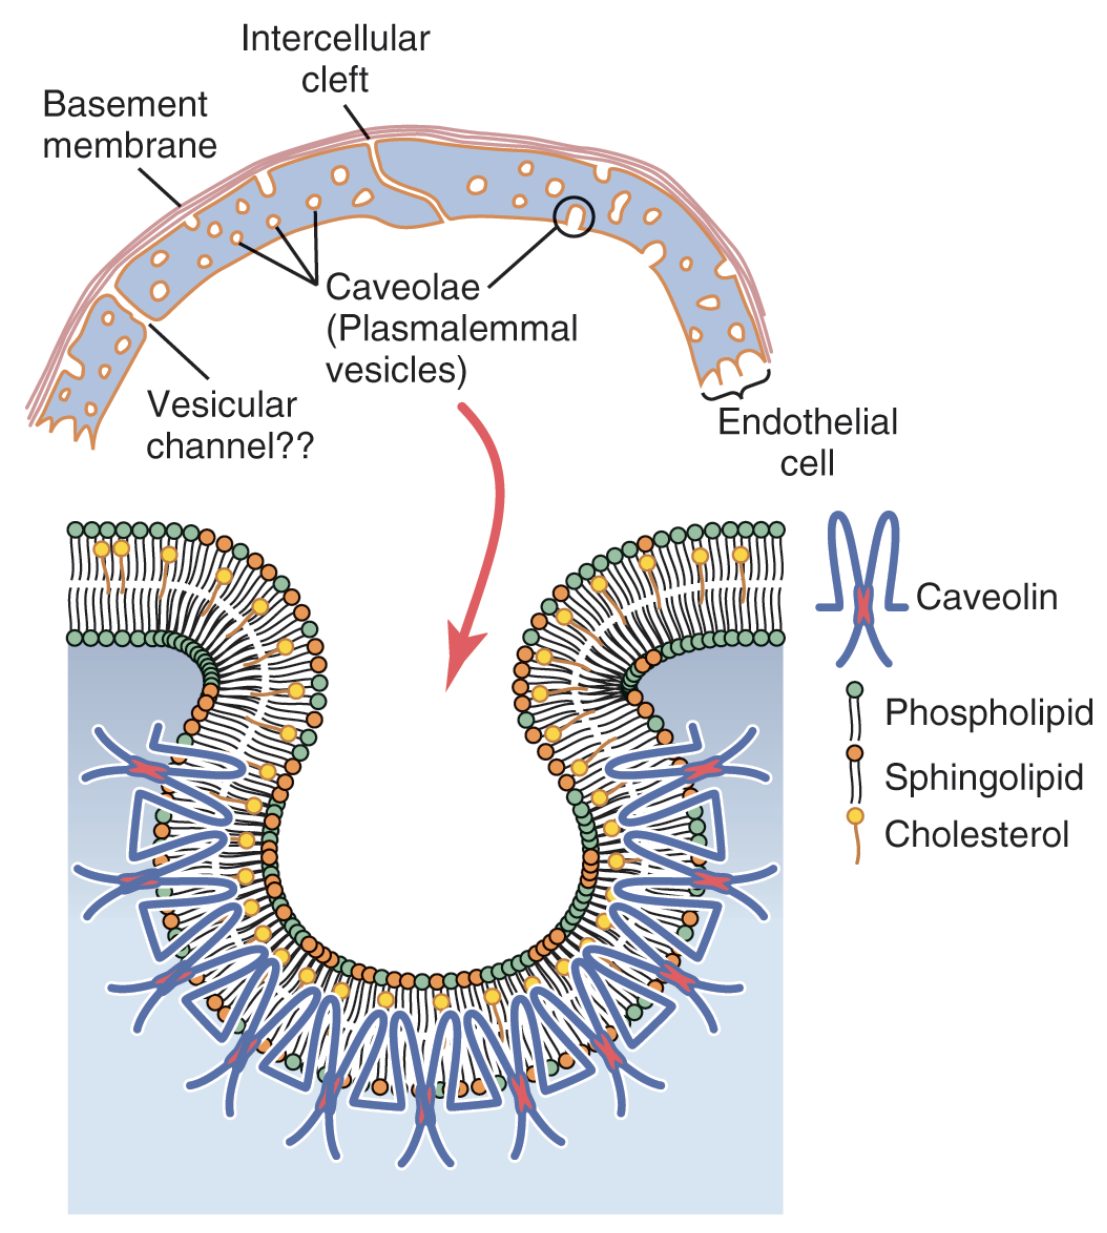 Intercellular
cleft
Basement
membrane
Caveolae
(Plasmalemmal
vesicles)
Vesicular
channel??
Endothelial
cell
Caveolin
Phospholipid
Sphingolipid
Cholesterol